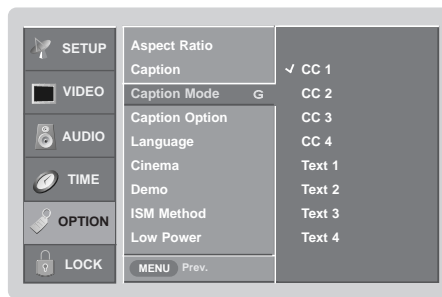 SETUP
VIDEO
AUDIO
TIME
OPTION
LOCK
Aspect Ratio
Caption
Caption Mode G
Caption Option
Language
Cinema
Demo
ISM Method
Low Power
MENU Prev.
✓ CC 1
CC 2
CC 3
CC 4
Text 1
Text 2
Text 3
Text 4